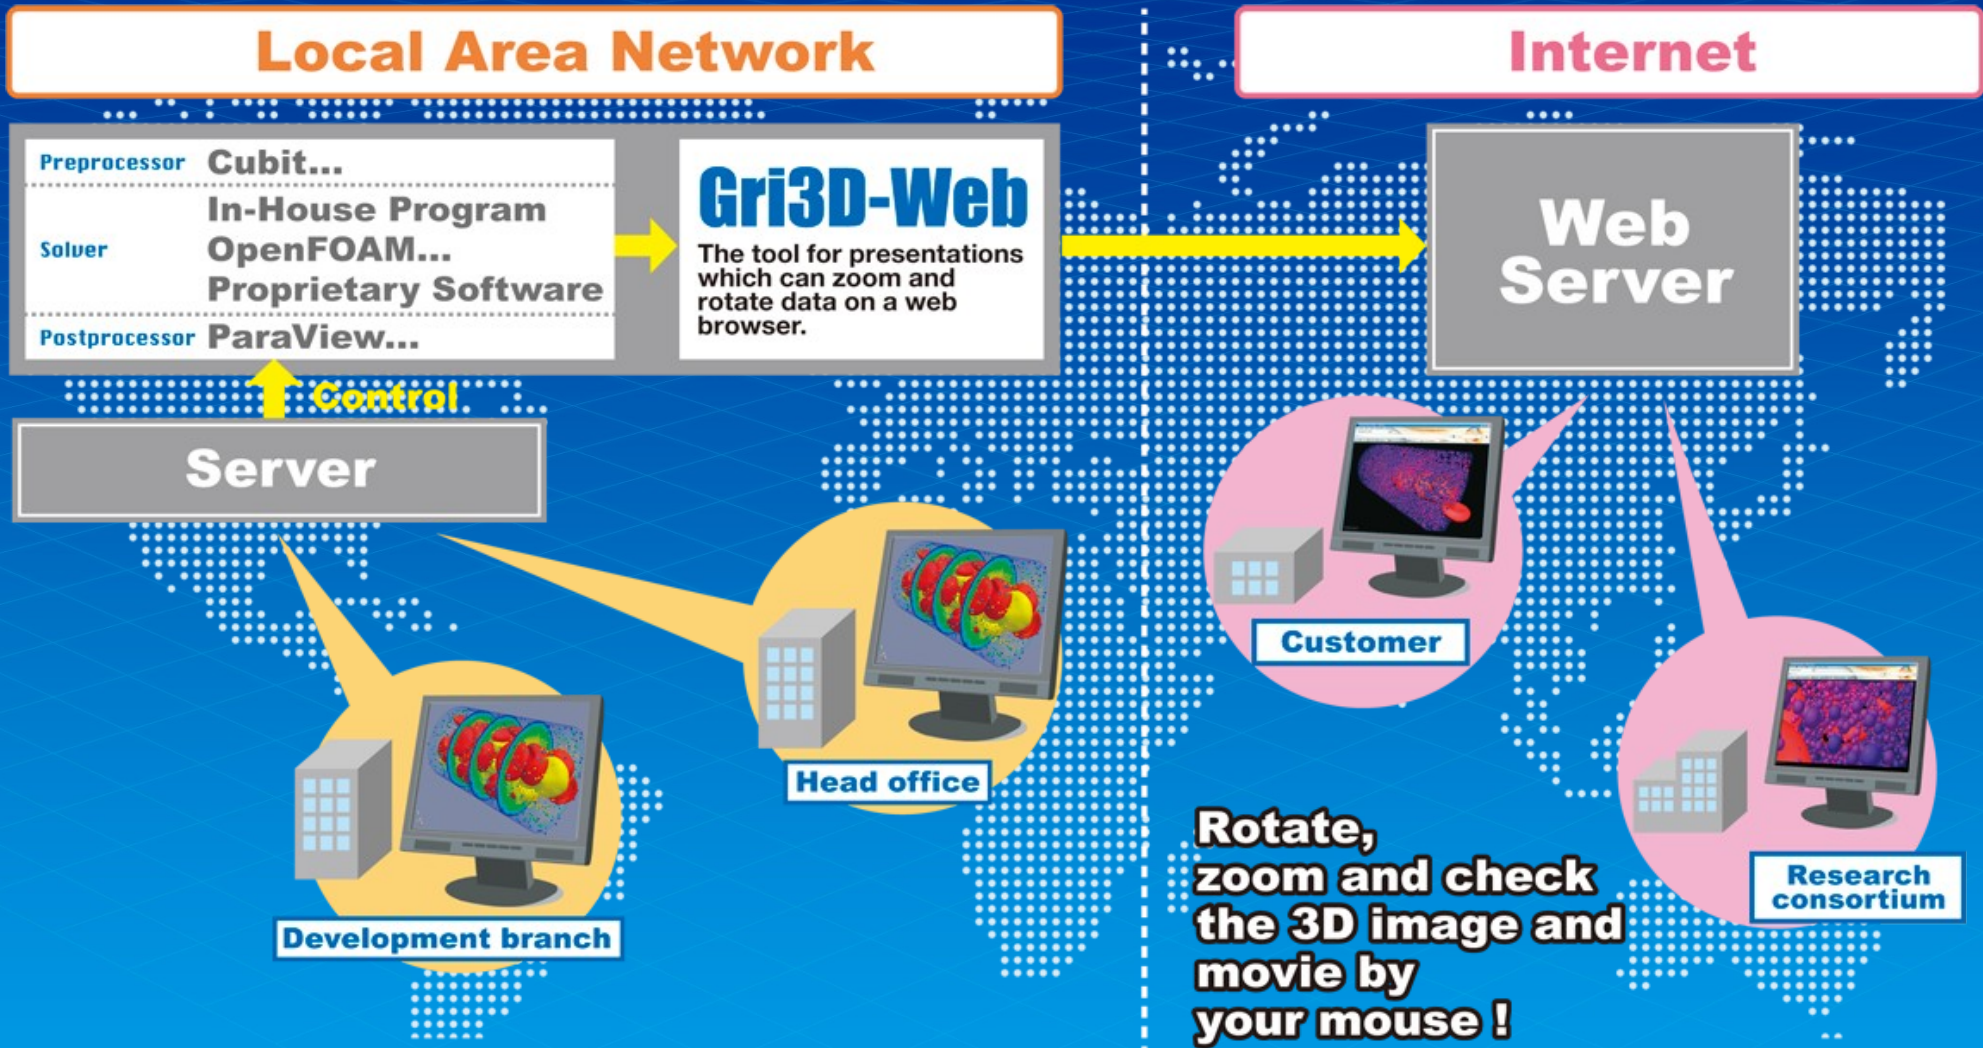 Local Area Network
Internet
Preprocessor Cubit...
Solver
In-House Program
OpenFOAM...
Proprietary Software
Postprocessor ParaView...
Gri3D-Web
The tool for presentations
which can zoom and
rotate data on a web
browser.
Web
Server
Control
Server
Customer
Head office
Development branch
Research
consortium
Rotate,
zoom and check
the 3D image and
movie by
your mouse !